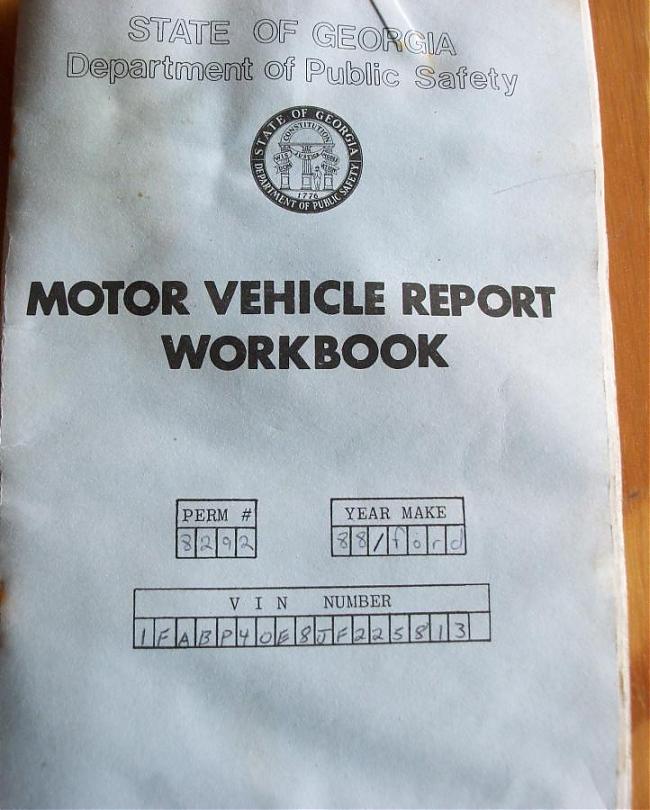 STATE OF GEORGIA
Department of Public Safety
STATE OF GEORGIA
CONSTITUTION
1776
DEPARTMENT OF PUBLIC SAFETY
MOTOR VEHICLE REPORT
WORKBOOK
PERM #
8292
YEAR MAKE
88/ford
VIN NUMBER
1FABP40E8JF225813